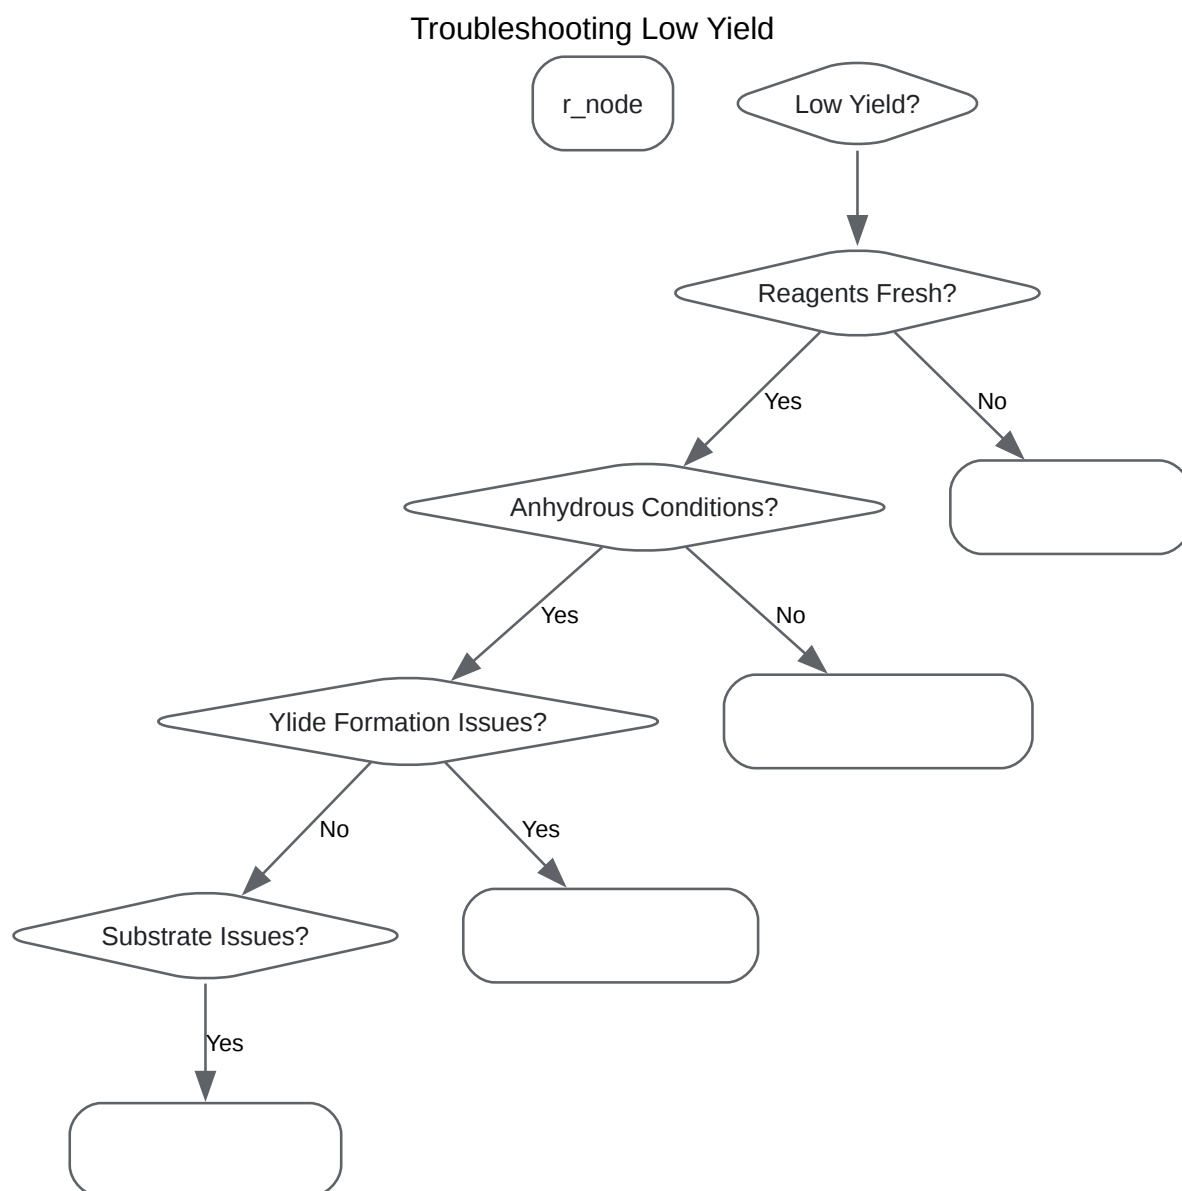 Troubleshooting Low Yield
r_node
Low Yield?
Reagents Fresh?
Yes
No
Anhydrous Conditions?
Yes
No
Ylide Formation Issues?
No
Yes
Substrate Issues?
Yes